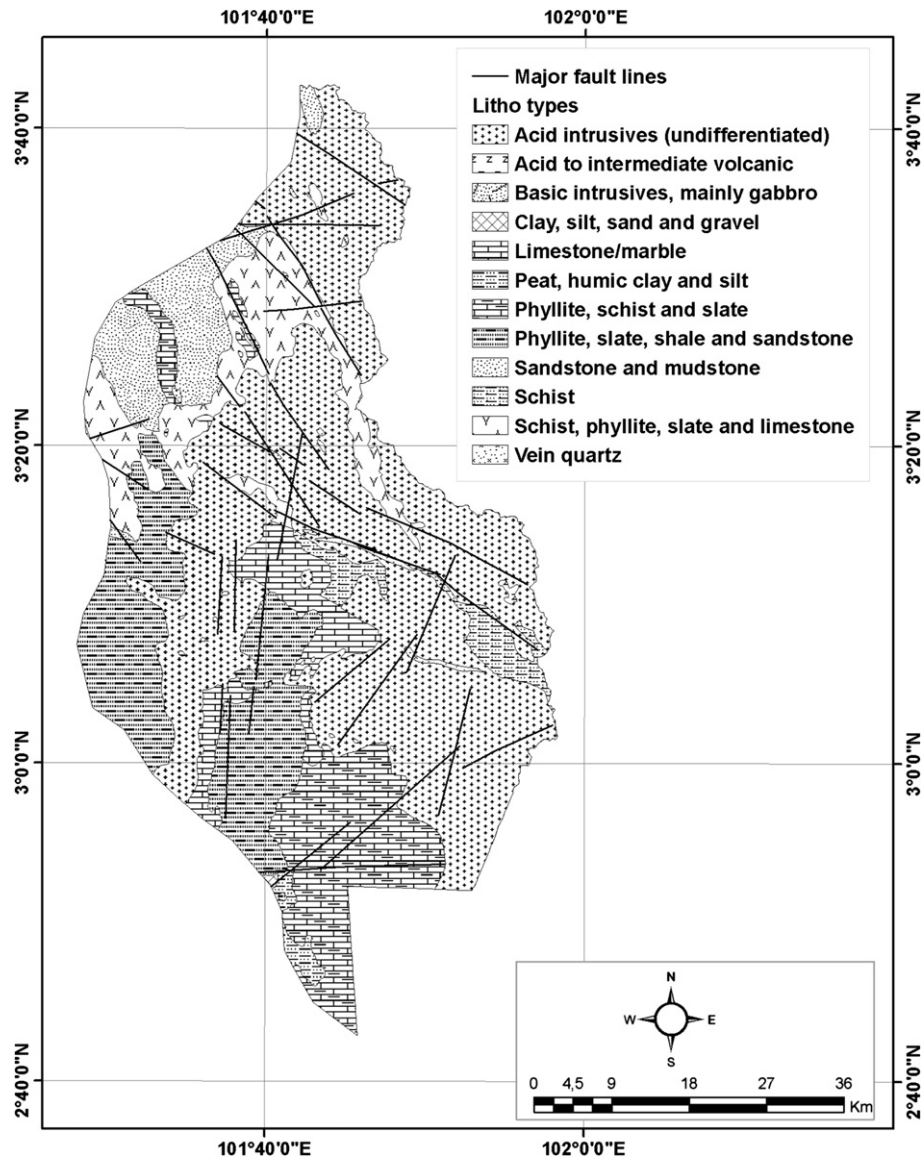 101°40'0"E 102°0'0"E
Major fault lines
Litho types
Acid intrusives (undifferentiated)
Acid to intermediate volcanic
Basic intrusives, mainly gabbro
Clay, silt, sand and gravel
Limestone/marble
Peat, humic clay and silt
Phyllite, schist and slate
Phyllite, slate, shale and sandstone
Sandstone and mudstone
Schist
Schist, phyllite, slate and limestone
Vein quartz
3°40'0"N 3°40'0"N
3°20'0"N 3°20'0"N
3°0'0"N 3°0'0"N
2°40'0"N 2°40'0"N
N
W E
S
0 4,5 9 18 27 36
Km
101°40'0"E 102°0'0"E